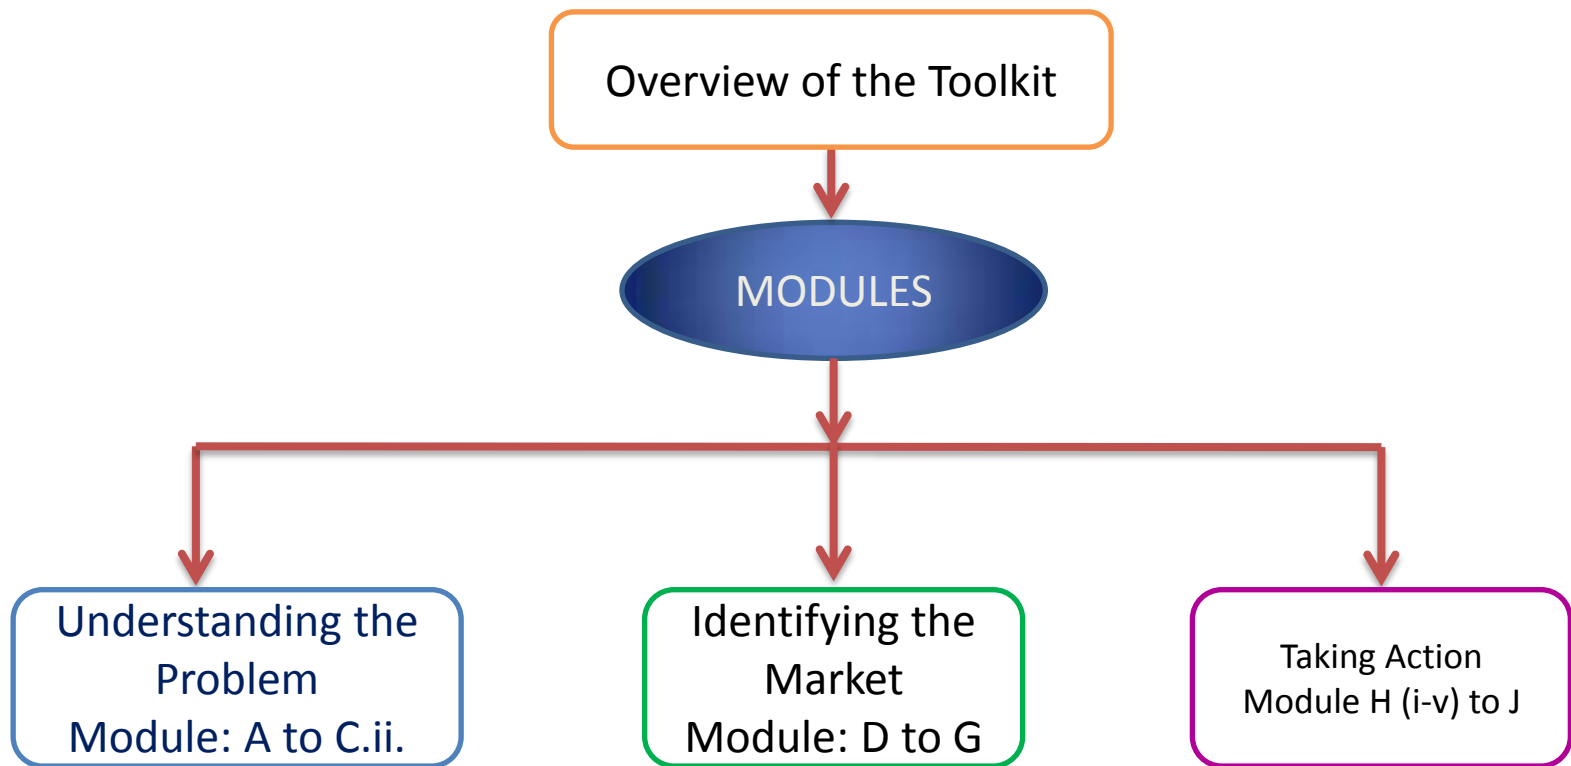 Overview of the Toolkit
MODULES
Understanding the
Problem
Module: A to C.ii.
Identifying the
Market
Module: D to G
Taking Action
Module H (i-v) to J